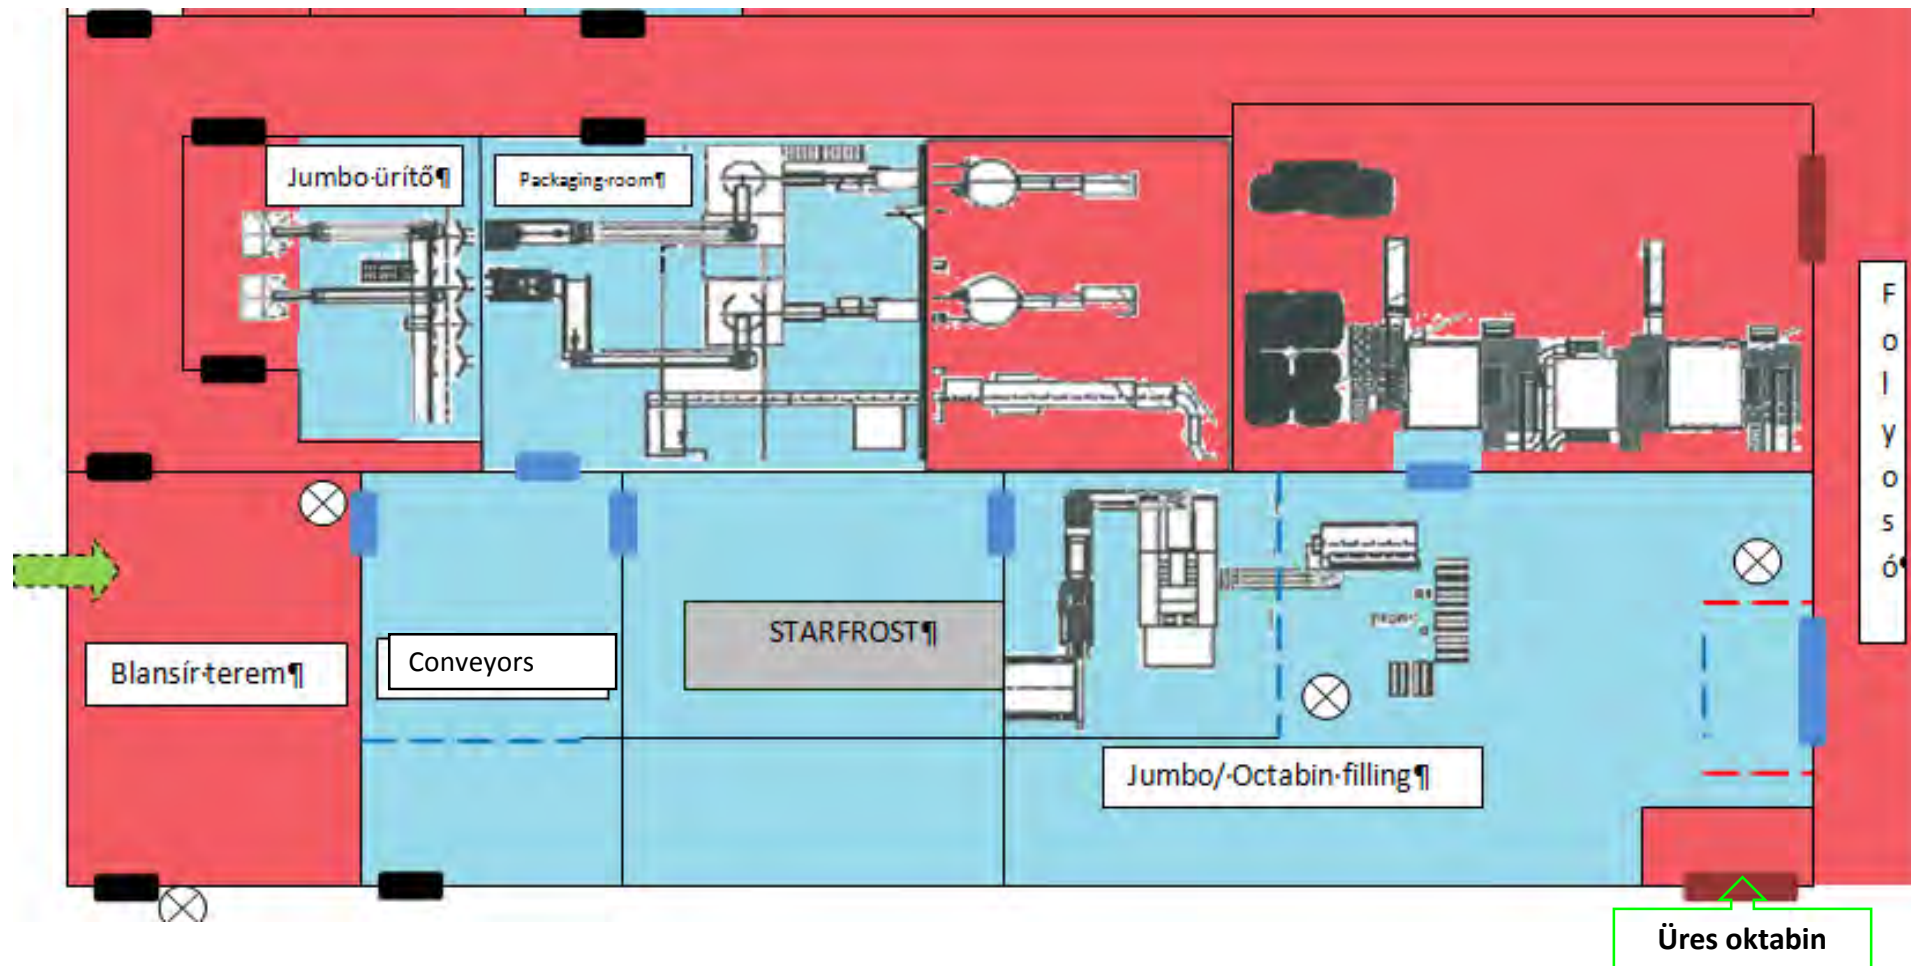 Jumbo·ürítő¶
Packaging·room¶
F
o
l
y
o
s
ó¶
STARFROST¶
Blansír·terem¶
Conveyors
Jumbo/·Octabin·filling¶
Üres oktabin